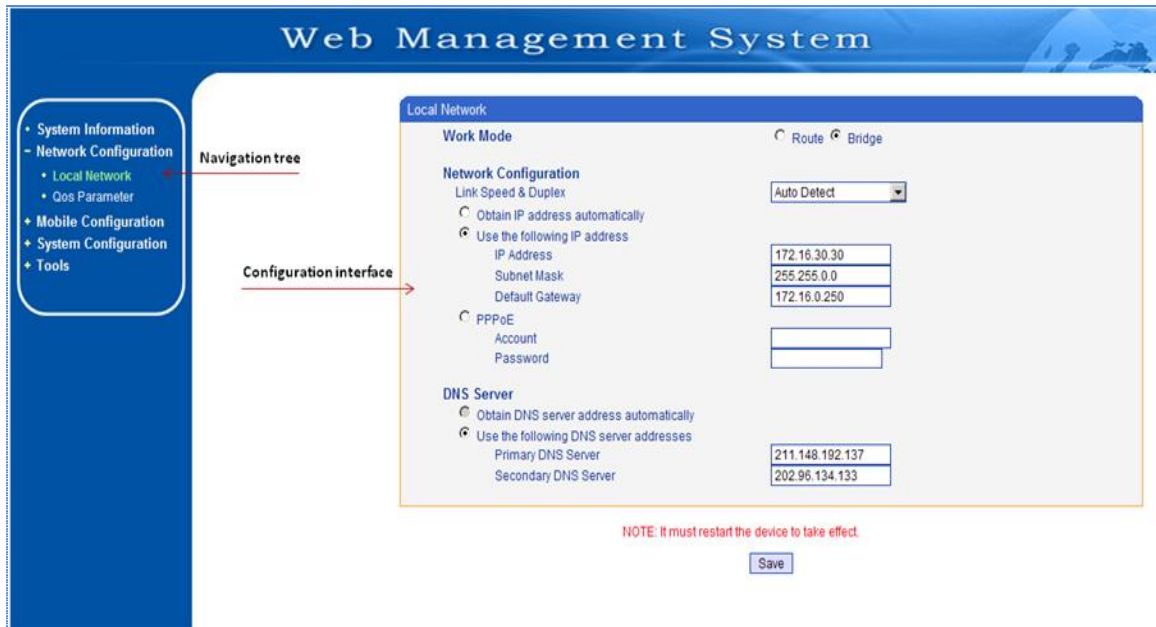 Web Management System
System Information
Network Configuration
Local Network
Qos Parameter
Mobile Configuration
System Configuration
Tools
Navigation tree
Configuration interface
Local Network
Work Mode Route Bridge
Network Configuration
Link Speed & Duplex Auto Detect
Obtain IP address automatically
Use the following IP address
IP Address 172.16.30.30
Subnet Mask 255.255.0.0
Default Gateway 172.16.0.250
PPPoE
Account
Password
DNS Server
Obtain DNS server address automatically
Use the following DNS server addresses
Primary DNS Server 211.148.192.137
Secondary DNS Server 202.96.134.133
NOTE: It must restart the device to take effect.
Save